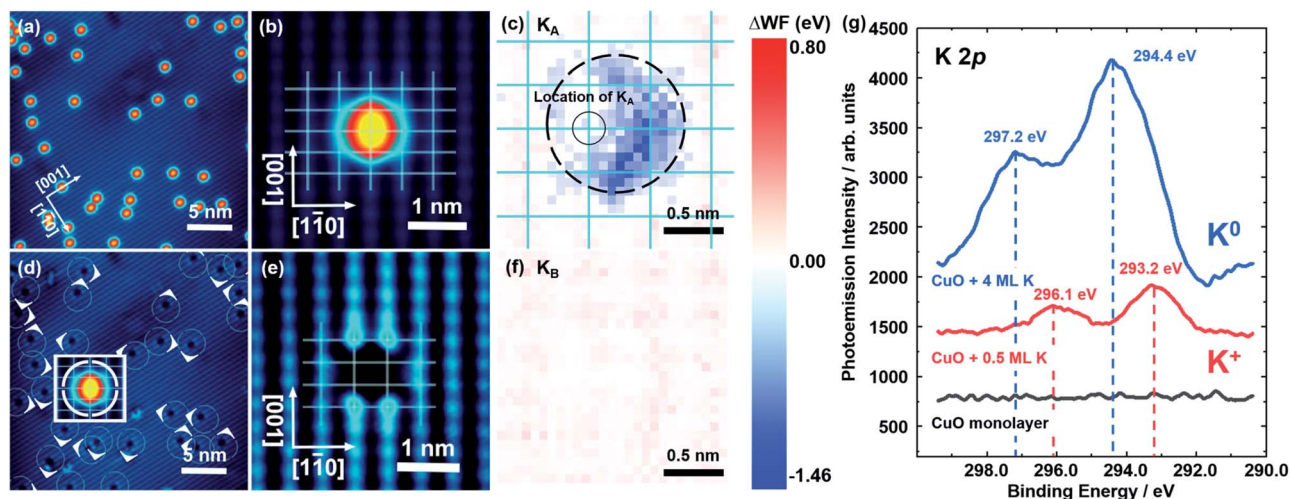 (a)
[001]
[1̄10]
5 nm
(b)
[001]
[11̄0]
1 nm
(c)
K_A
Location of K_A
0.5 nm
ΔWF (eV)
0.80
0.00
-1.46
(d)
5 nm
(e)
[001]
[11̄0]
1 nm
(f)
K_B
0.5 nm
(g)
K 2p
Photoemission Intensity / arb. units
4500
4000
3500
3000
2500
2000
1500
1000
500
294.4 eV
297.2 eV
K⁰
CuO + 4 ML K
293.2 eV
296.1 eV
CuO + 0.5 ML K
K⁺
CuO monolayer
298.0
296.0
294.0
292.0
290.0
Binding Energy / eV